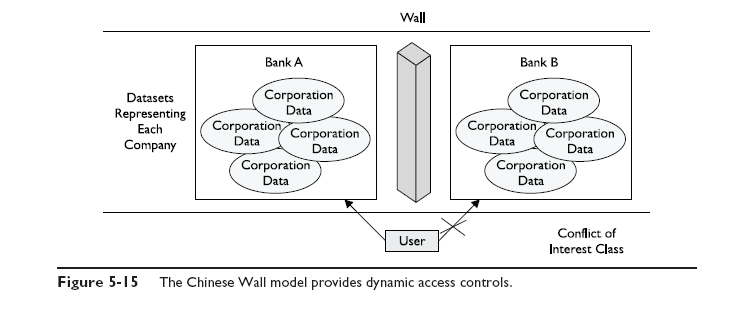 Wall
Bank A
Bank B
Datasets
Representing
Each
Company
Corporation
Data
Corporation
Data
Corporation
Data
Corporation
Data
Corporation
Data
Corporation
Data
Corporation
Data
Corporation
Data
User
Conflict of
Interest Class
Figure 5-15 The Chinese Wall model provides dynamic access controls.